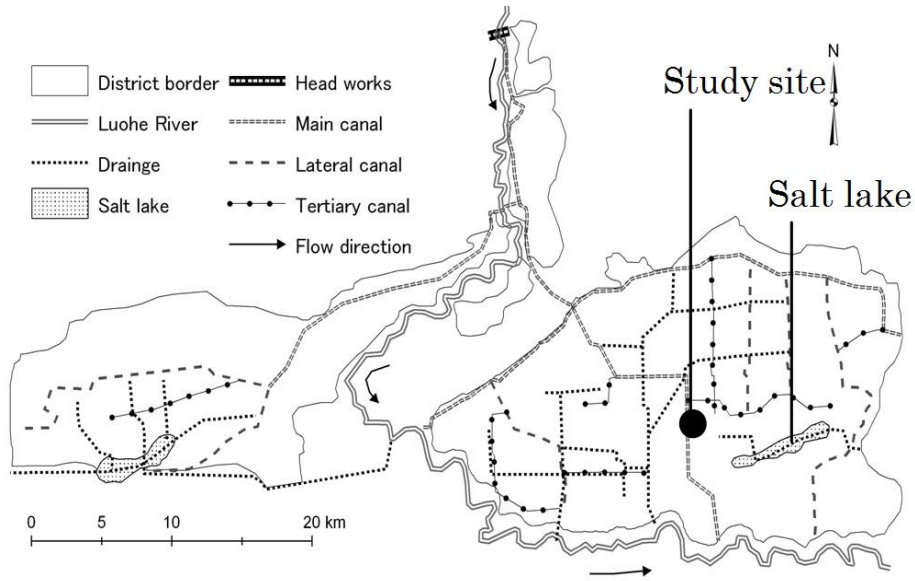 N
Study site
District border
Head works
Luohe River
Main canal
Drainge
Lateral canal
Salt lake
Tertiary canal
Flow direction
Salt lake
0 5 10 20 km